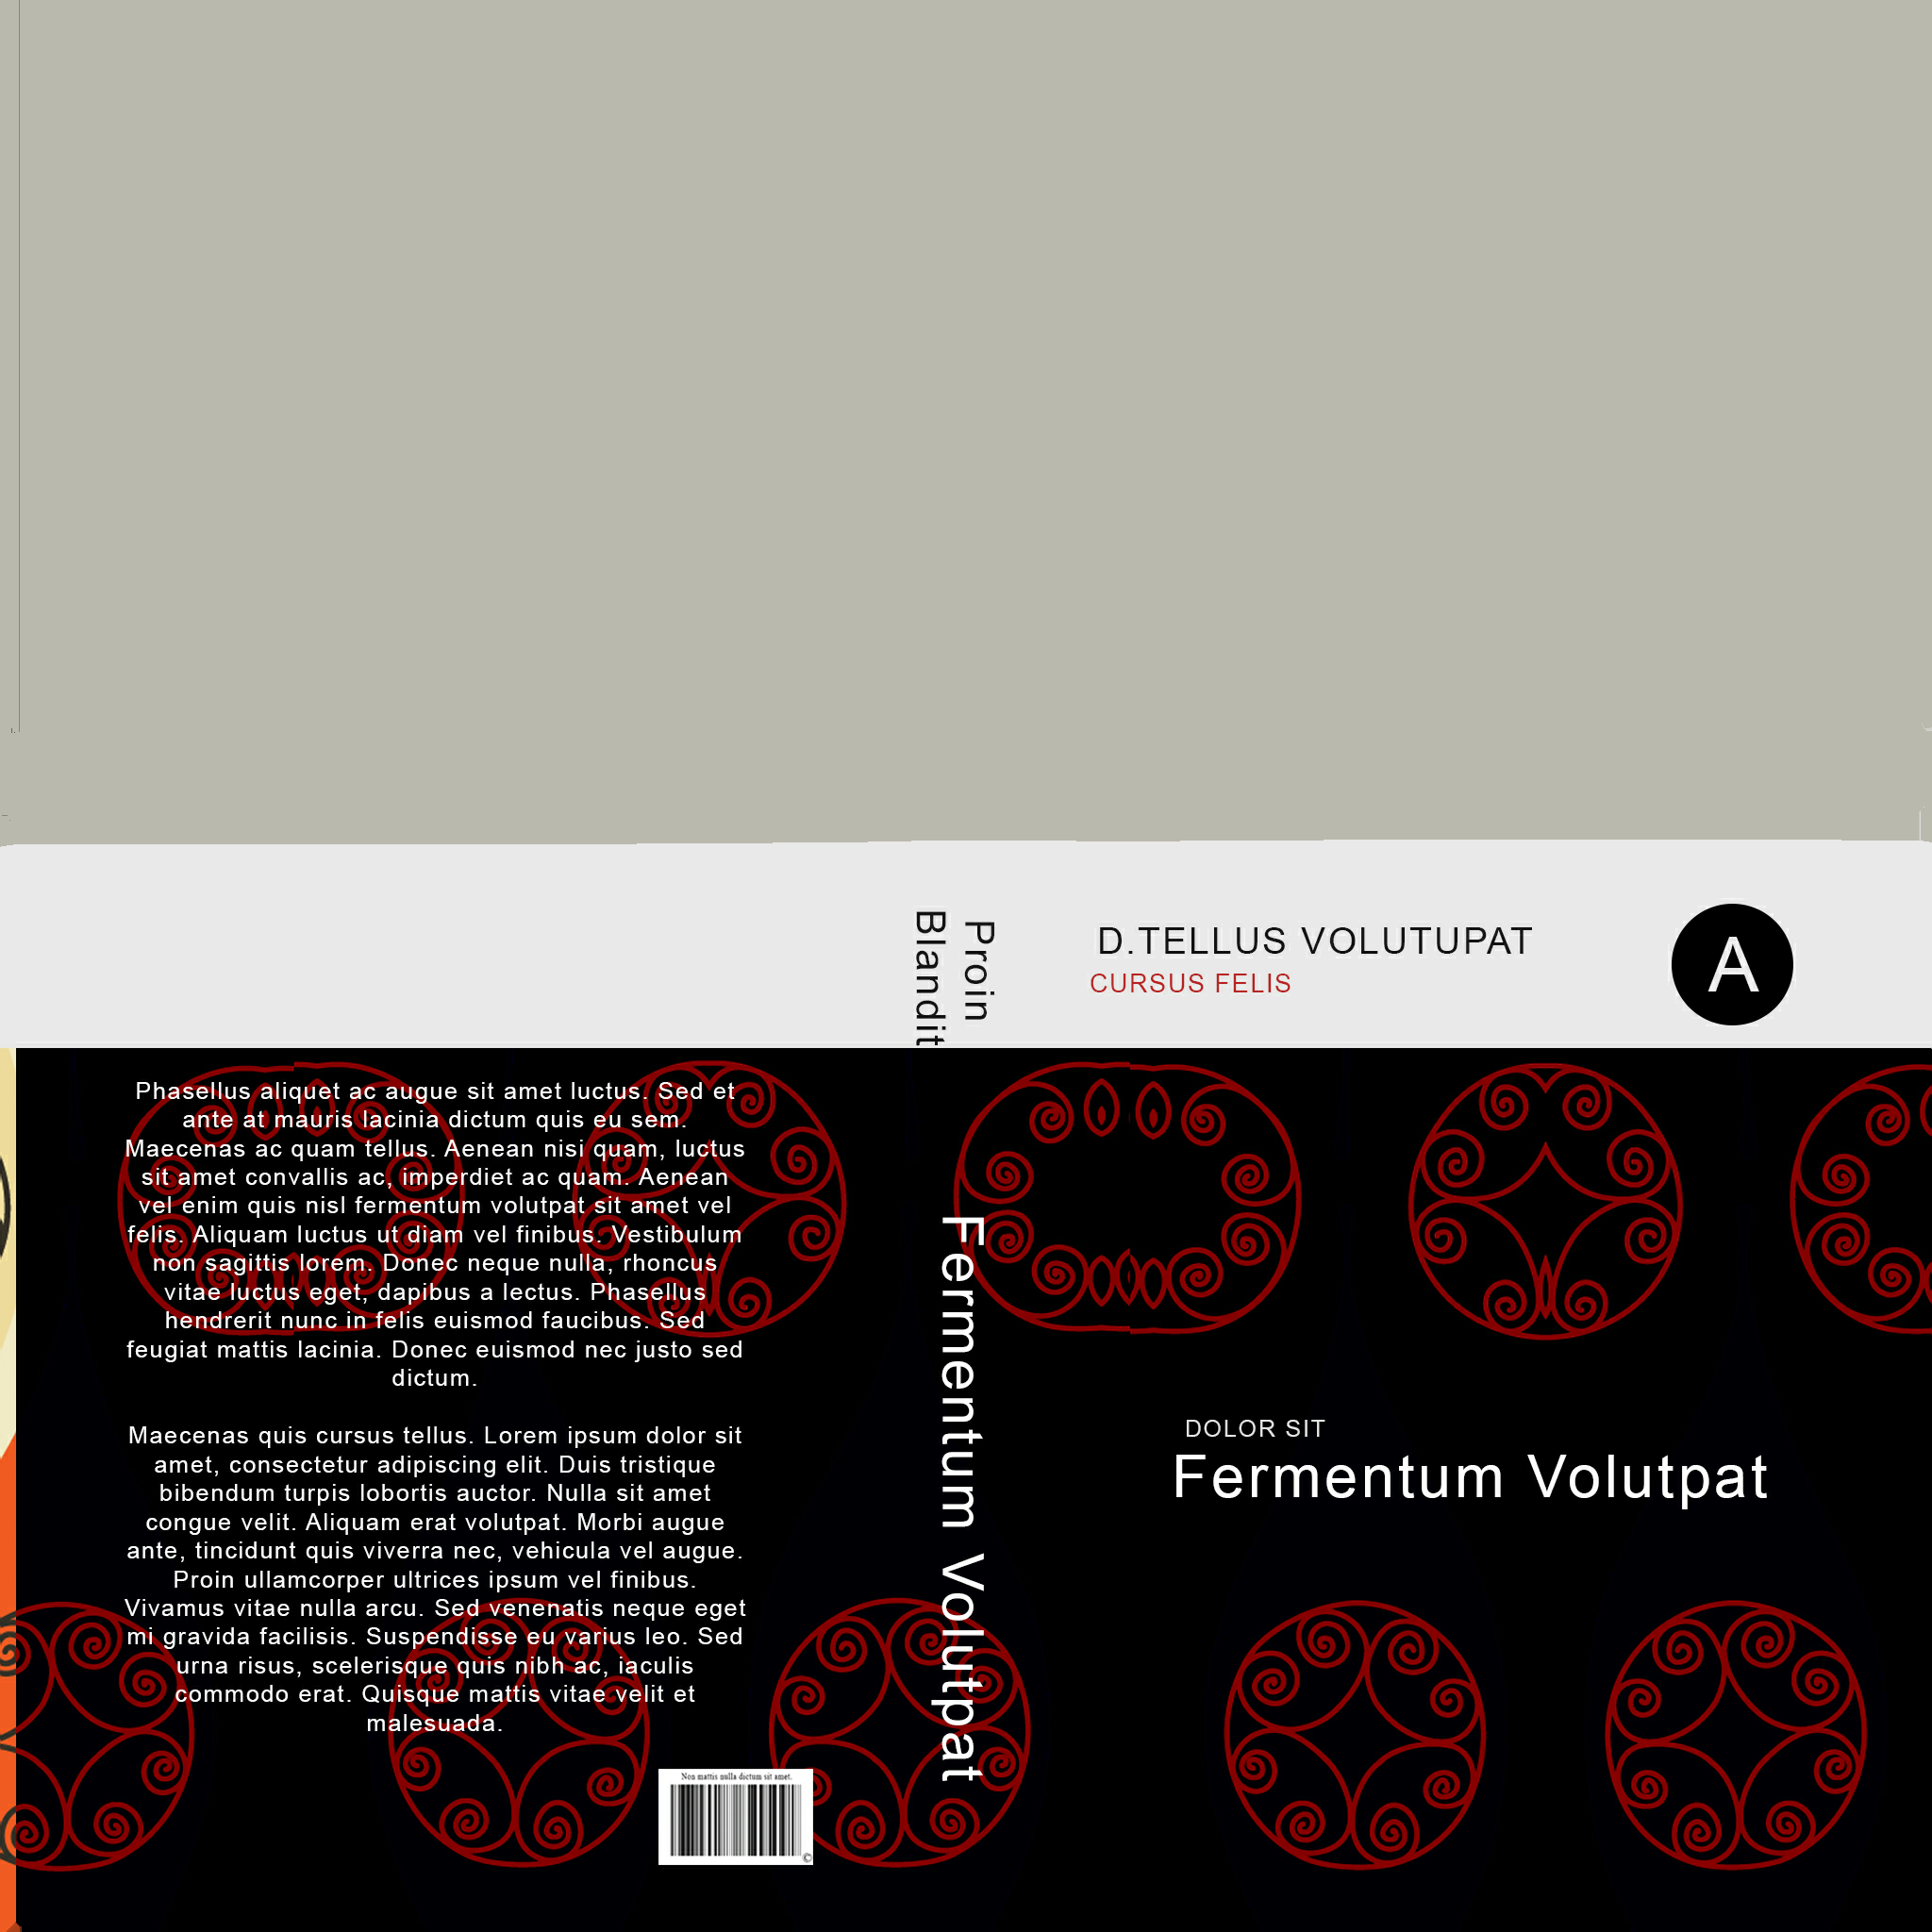 Proin
Blandit
D.TELLUS VOLUTUPAT
CURSUS FELIS
A
Phasellus aliquet ac augue sit amet luctus. Sed et
ante at mauris lacinia dictum quis eu sem.
Maecenas ac quam tellus. Aenean nisi quam, luctus
sit amet convallis ac, imperdiet ac quam. Aenean
vel enim quis nisl fermentum volutpat sit amet vel
felis. Aliquam luctus ut diam vel finibus. Vestibulum
non sagittis lorem. Donec neque nulla, rhoncus
vitae luctus eget, dapibus a lectus. Phasellus
hendrerit nunc in felis euismod faucibus. Sed
feugiat mattis lacinia. Donec euismod nec justo sed
dictum.
Maecenas quis cursus tellus. Lorem ipsum dolor sit
amet, consectetur adipiscing elit. Duis tristique
bibendum turpis lobortis auctor. Nulla sit amet
congue velit. Aliquam erat volutpat. Morbi augue
ante, tincidunt quis viverra nec, vehicula vel augue.
Proin ullamcorper ultrices ipsum vel finibus.
Vivamus vitae nulla arcu. Sed venenatis neque eget
mi gravida facilisis. Suspendisse eu varius leo. Sed
urna risus, scelerisque quis nibh ac, iaculis
commodo erat. Quisque mattis vitae velit et
malesuada.
Non mattis nulla dictum sit amet.
©
Fermentum Volutpat
DOLOR SIT
Fermentum Volutpat